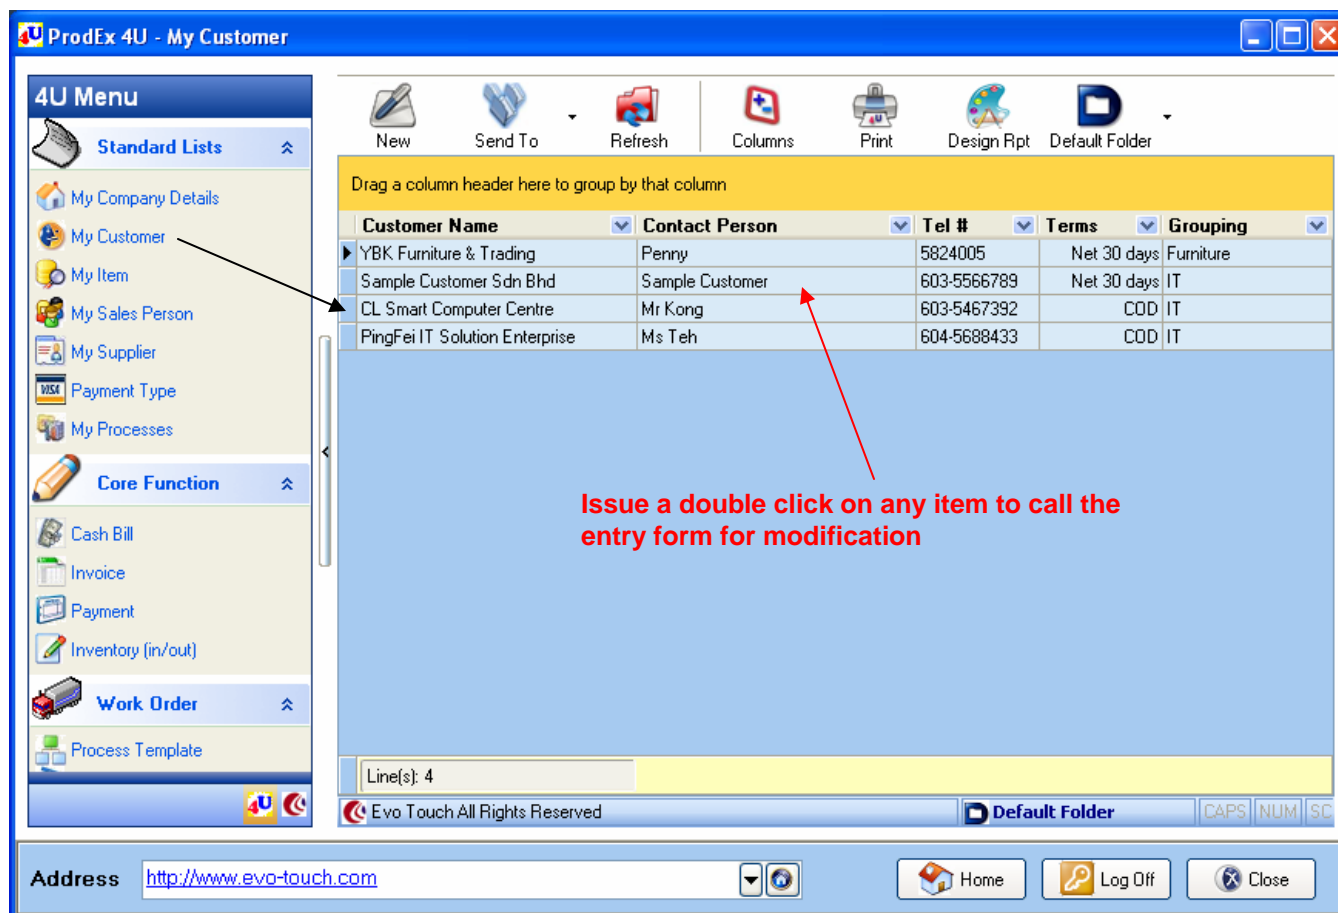 4U ProdEx 4U - My Customer
4U Menu
Standard Lists
My Company Details
My Customer
My Item
My Sales Person
My Supplier
VISA Payment Type
My Processes
Core Function
Cash Bill
Invoice
Payment
Inventory (in/out)
Work Order
Process Template
4U
New Send To Refresh Columns Print Design Rpt Default Folder
Drag a column header here to group by that column
Customer Name Contact Person Tel # Terms Grouping
YBK Furniture & Trading Penny 5824005 Net 30 days Furniture
Sample Customer Sdn Bhd Sample Customer 603-5566789 Net 30 days IT
CL Smart Computer Centre Mr Kong 603-5467392 COD IT
PingFei IT Solution Enterprise Ms Teh 604-5688433 COD IT
Issue a double click on any item to call the
entry form for modification
Line(s): 4
Evo Touch All Rights Reserved Default Folder CAPS NUM SC
Address http://www.evo-touch.com Home Log Off Close